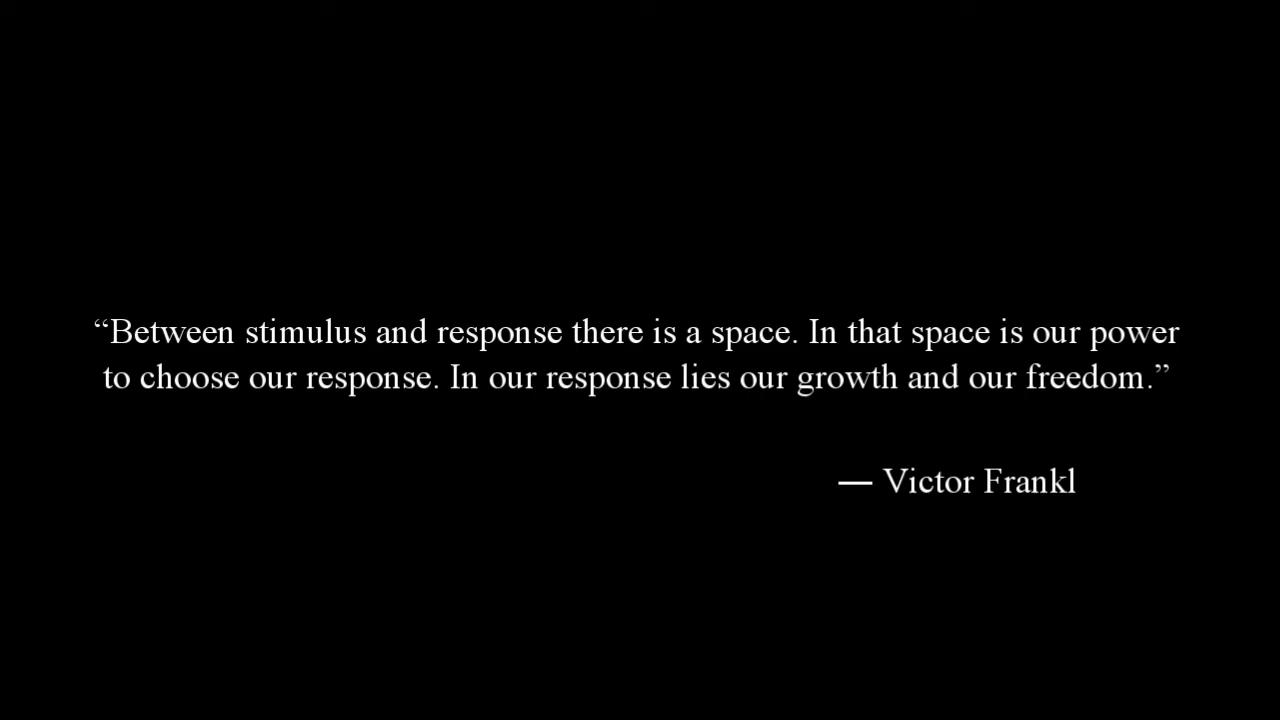 “Between stimulus and response there is a space. In that space is our power
to choose our response. In our response lies our growth and our freedom.”
— Victor Frankl